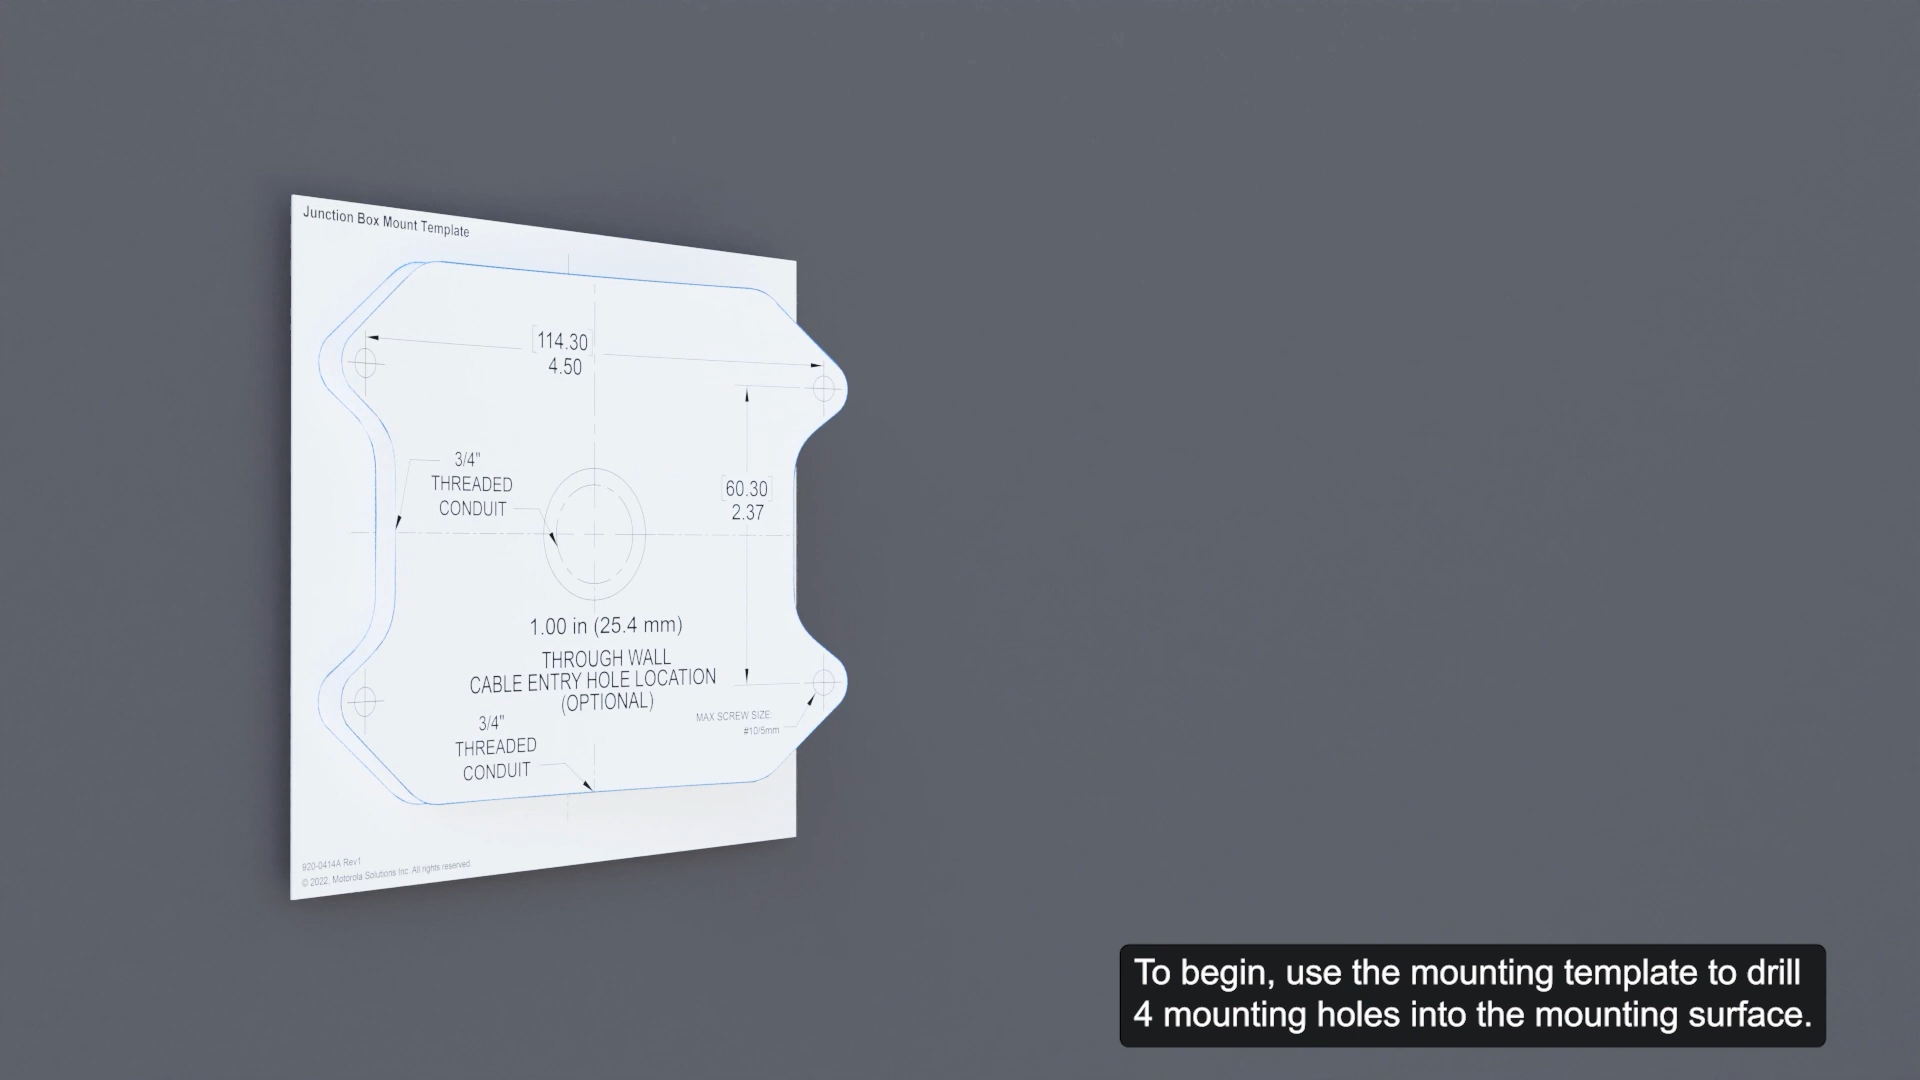 Junction Box Mount Template
[114.30]
4.50
3/4"
THREADED
CONDUIT
[60.30]
2.37
1.00 in (25.4 mm)
THROUGH WALL
CABLE ENTRY HOLE LOCATION
(OPTIONAL)
3/4"
THREADED
CONDUIT
MAX SCREW SIZE:
#10/5mm
920-0414A Rev1
© 2022, Motorola Solutions Inc. All rights reserved.
To begin, use the mounting template to drill
4 mounting holes into the mounting surface.